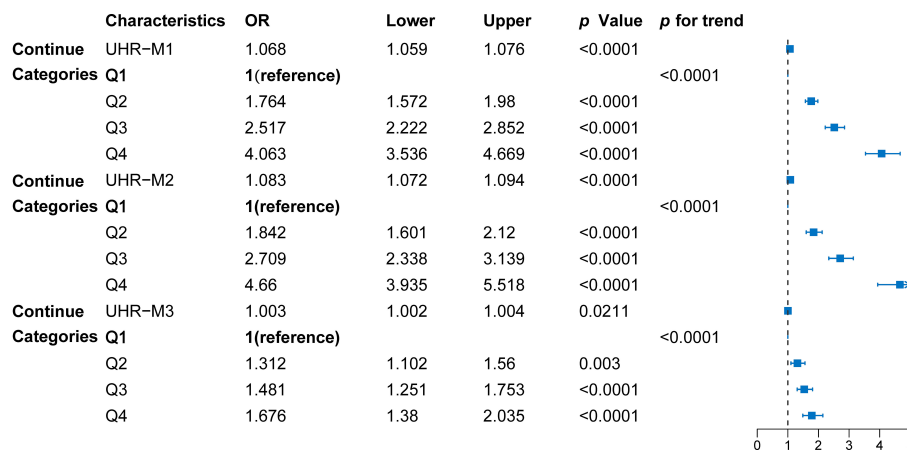 Characteristics OR Lower Upper p Value p for trend
Continue UHR−M1 1.068 1.059 1.076 <0.0001
Categories Q1 1(reference) <0.0001
Q2 1.764 1.572 1.98 <0.0001
Q3 2.517 2.222 2.852 <0.0001
Q4 4.063 3.536 4.669 <0.0001
Continue UHR−M2 1.083 1.072 1.094 <0.0001
Categories Q1 1(reference) <0.0001
Q2 1.842 1.601 2.12 <0.0001
Q3 2.709 2.338 3.139 <0.0001
Q4 4.66 3.935 5.518 <0.0001
Continue UHR−M3 1.003 1.002 1.004 0.0211
Categories Q1 1(reference) <0.0001
Q2 1.312 1.102 1.56 0.003
Q3 1.481 1.251 1.753 <0.0001
Q4 1.676 1.38 2.035 <0.0001
0 1 2 3 4